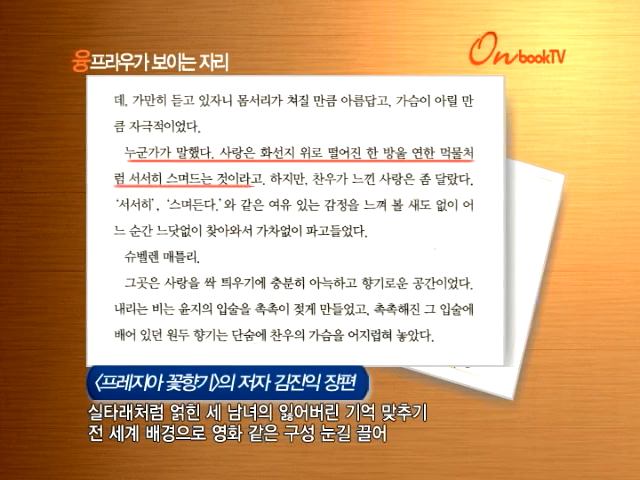 융프라우가 보이는 자리
On bookTV
데, 가만히 듣고 있자니 몸서리가 쳐질 만큼 아름답고, 가슴이 아릴 만
큼 자극적이었다.
누군가가 말했다. 사랑은 화선지 위로 떨어진 한 방울 연한 먹물처
럼 서서히 스며드는 것이라고. 하지만, 찬우가 느낀 사랑은 좀 달랐다.
‘서서히’, ‘스며든다.’와 같은 여유 있는 감정을 느껴 볼 새도 없이 어
느 순간 느닷없이 찾아와서 가차없이 파고들었다.
슈벨렌 매틀리.
그곳은 사랑을 싹 틔우기에 충분히 아늑하고 향기로운 공간이었다.
내리는 비는 윤지의 입술을 촉촉이 젖게 만들었고, 촉촉해진 그 입술에
배어 있던 원두 향기는 단숨에 찬우의 가슴을 어지럽혀 놓았다.
〈프레지아 꽃향기〉의 저자 김진익 장편
실타래처럼 얽힌 세 남녀의 잃어버린 기억 맞추기
전 세계 배경으로 영화 같은 구성 눈길 끌어